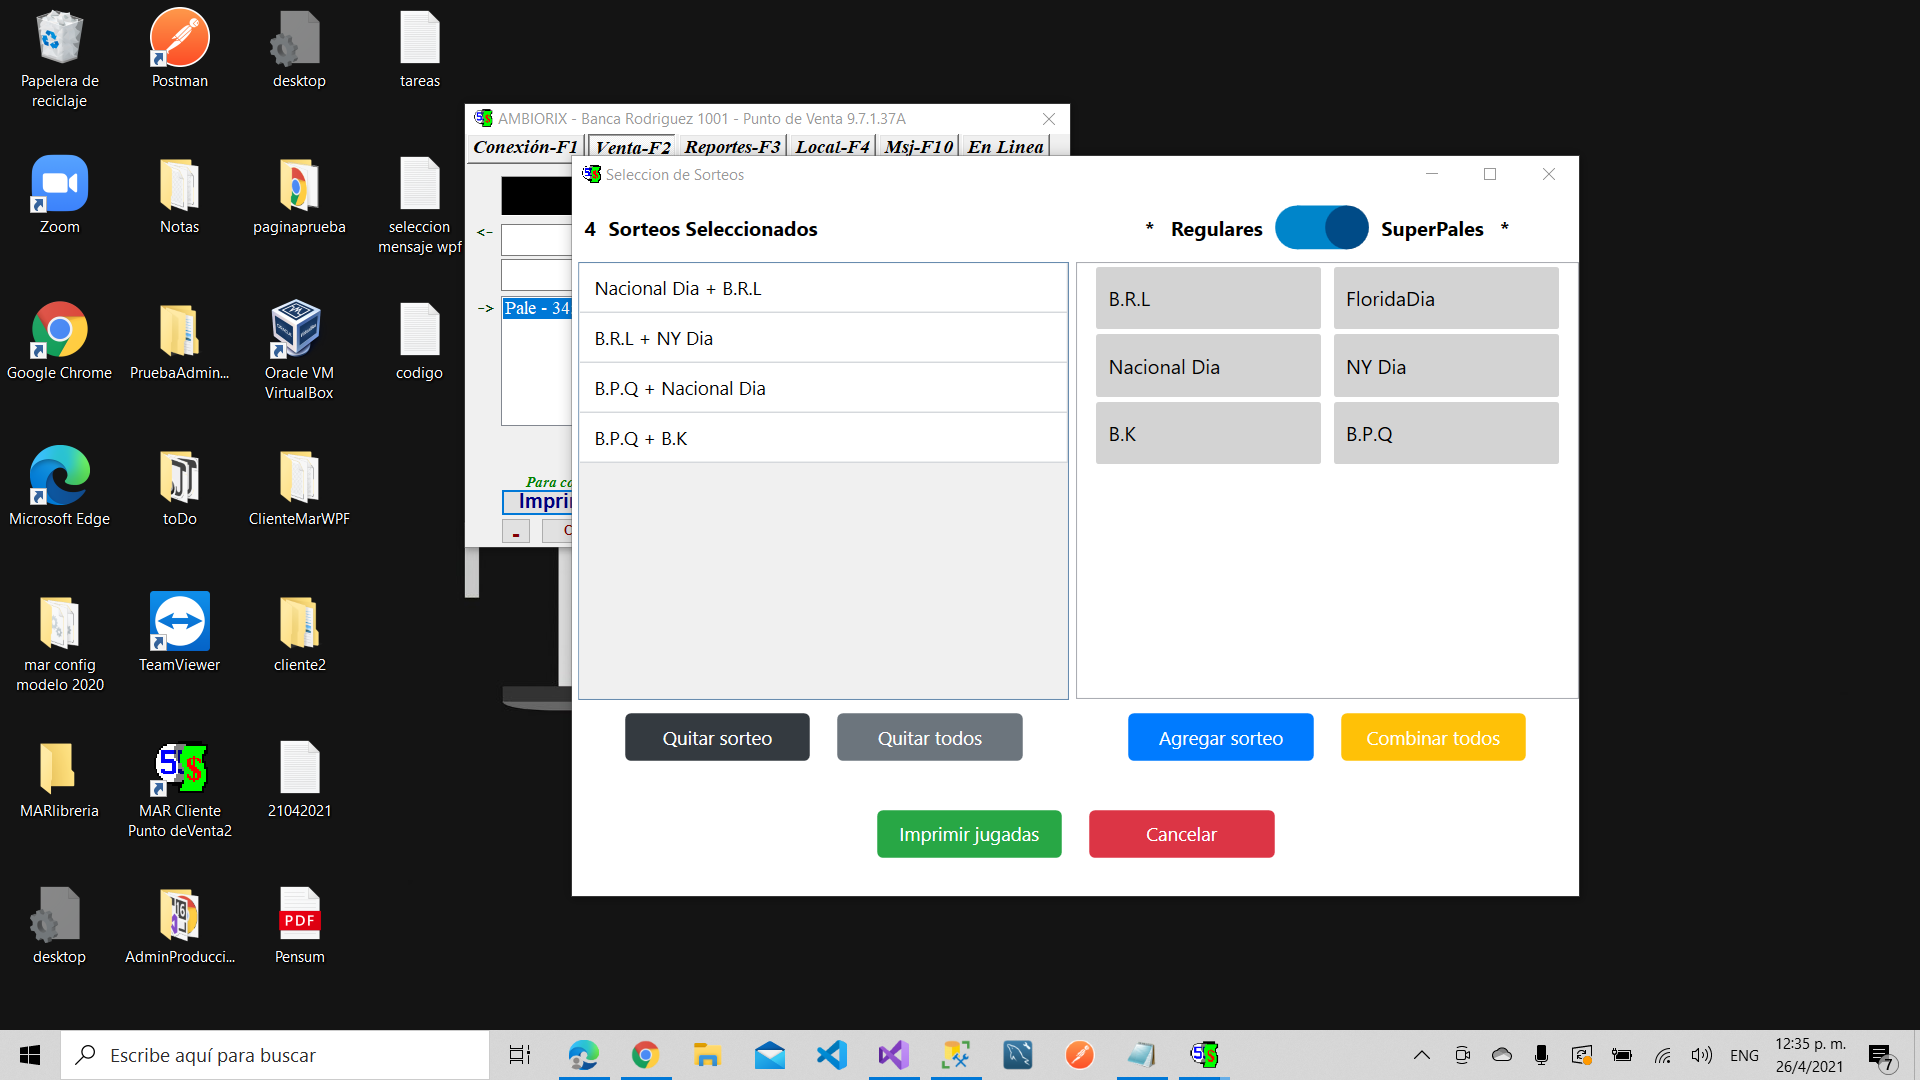 Papelera de
reciclaje
Postman
desktop
tareas
Zoom
Notas
paginaprueba
seleccion
mensaje wpf
Google Chrome
PruebaAdmin...
Oracle VM
VirtualBox
codigo
Microsoft Edge
toDo
ClienteMarWPF
mar config
modelo 2020
TeamViewer
cliente2
MARlibreria
MAR Cliente
Punto deVenta2
21042021
desktop
AdminProducci...
PDF
Pensum
AMBIORIX - Banca Rodriguez 1001 - Punto de Venta 9.7.1.37A
Conexión-F1 Venta-F2 Reportes-F3 Local-F4 Msj-F10 En Linea
<-
->
Pale - 34
Para co
Impri
-
Seleccion de Sorteos
4 Sorteos Seleccionados
* Regulares SuperPales *
Nacional Dia + B.R.L
B.R.L + NY Dia
B.P.Q + Nacional Dia
B.P.Q + B.K
B.R.L FloridaDia
Nacional Dia NY Dia
B.K B.P.Q
Quitar sorteo Quitar todos Agregar sorteo Combinar todos
Imprimir jugadas Cancelar
Escribe aquí para buscar
ENG
12:35 p. m.
26/4/2021
7